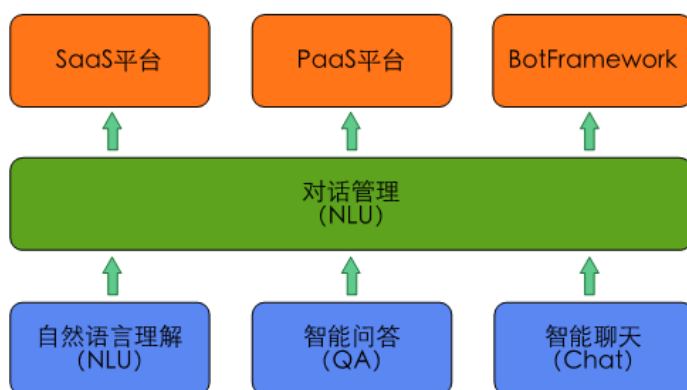 SaaS平台
PaaS平台
BotFramework
对话管理
(NLU)
自然语言理解
(NLU)
智能问答
(QA)
智能聊天
(Chat)